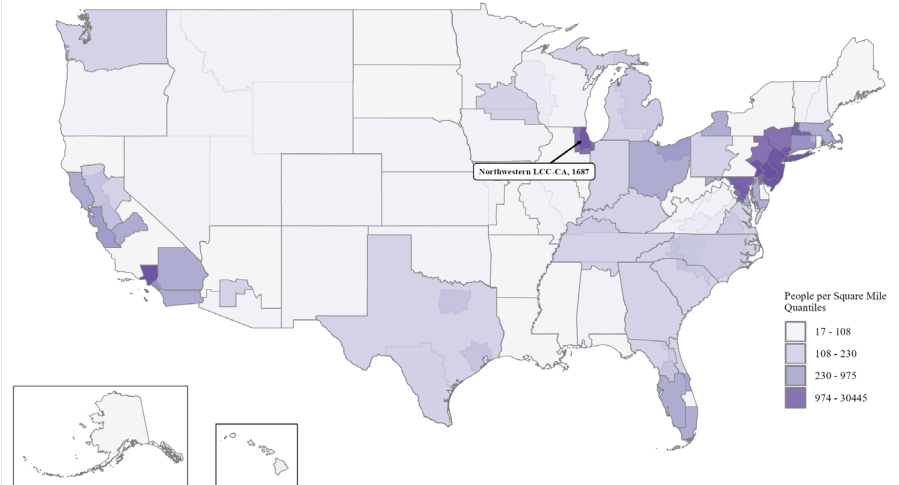 Northwestern LCC-CA, 1687
People per Square Mile
Quantiles
17 - 108
108 - 230
230 - 975
974 - 30445